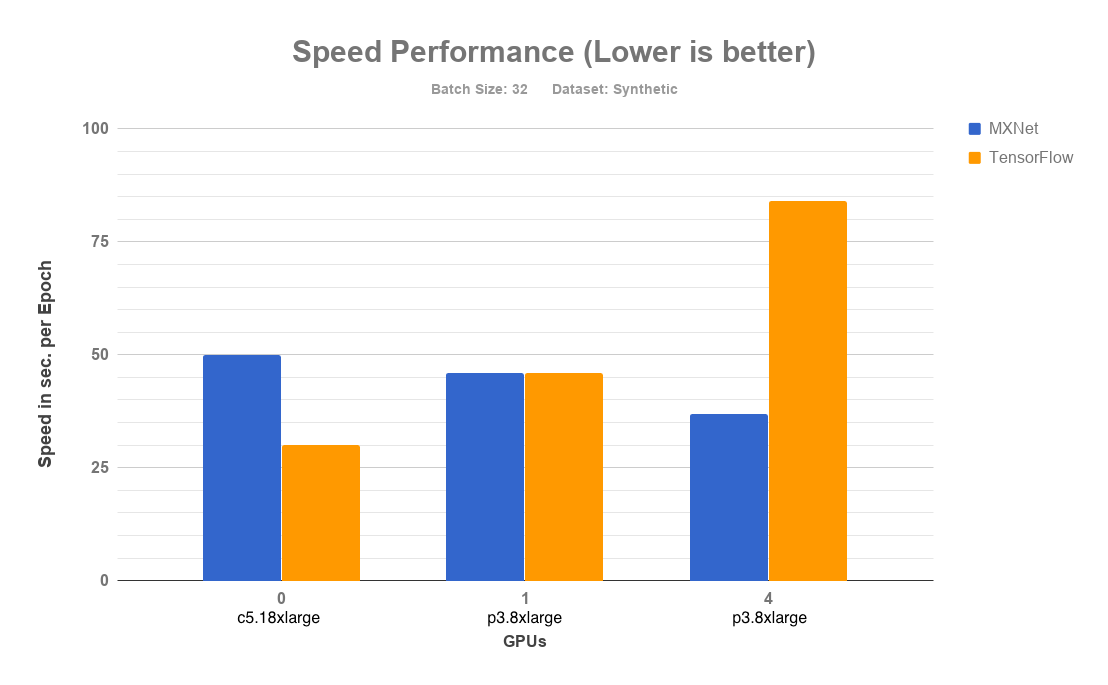 Speed Performance (Lower is better)
Batch Size: 32 Dataset: Synthetic
MXNet
TensorFlow
Speed in sec. per Epoch
100
75
50
25
0
0 1 4
c5.18xlarge p3.8xlarge p3.8xlarge
GPUs